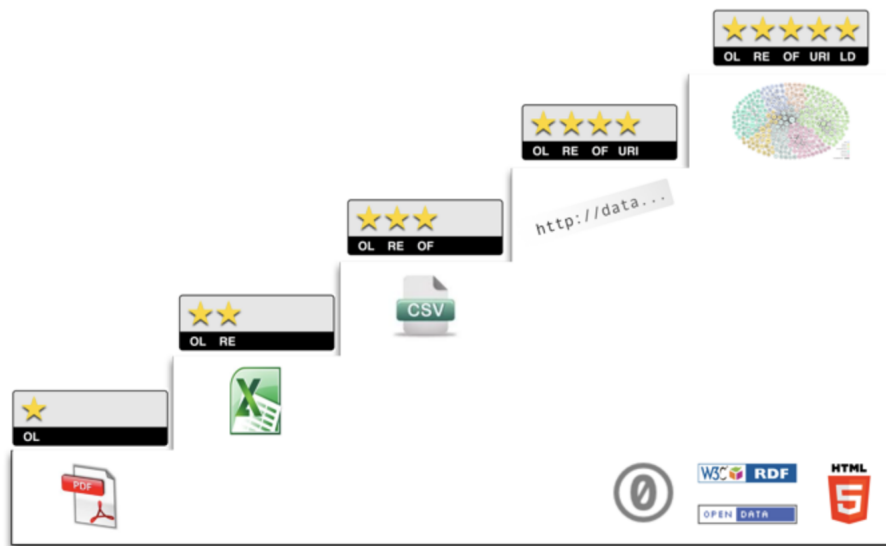 OL RE OF URI LD
OL RE OF URI
http://data...
OL RE OF
CSV
OL RE
X
OL
PDF
0
W3C RDF
OPEN DATA
HTML
5